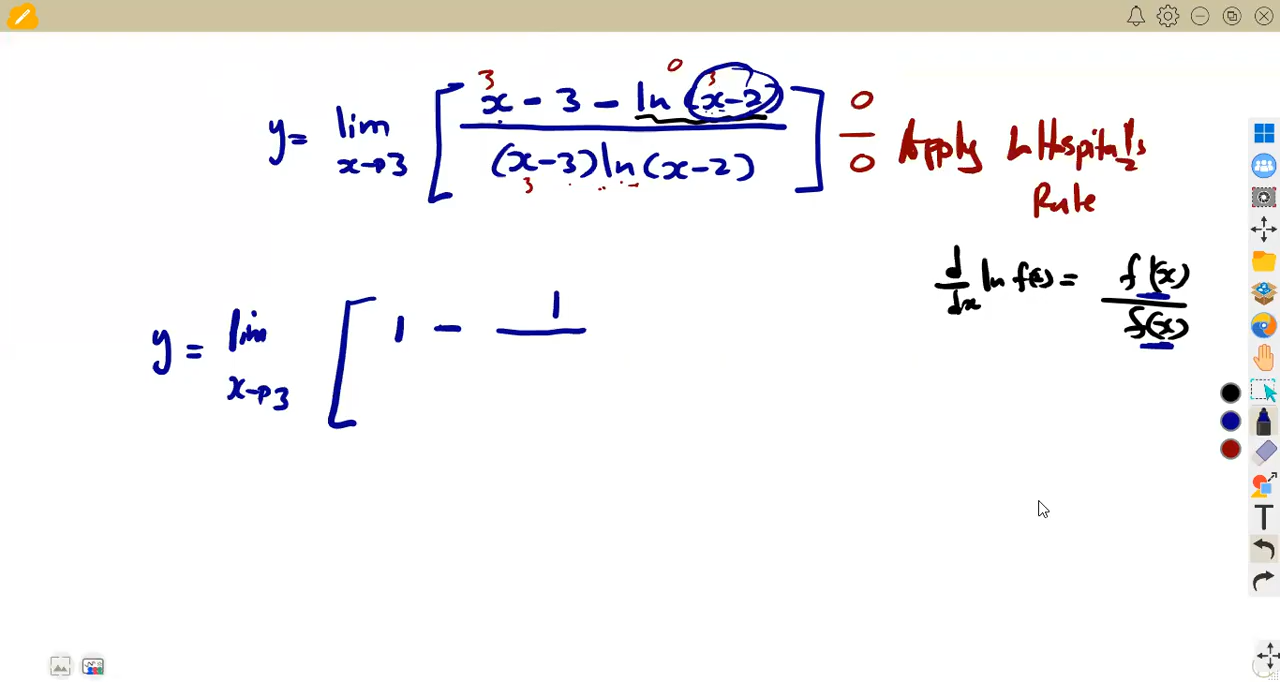 y = lim x→3 [ x - 3 - ln (x-2) / (x-3) ln (x-2) ] 0/0 Apply L Hospital's Rule
3 0 3
3
d/dx ln f(x) = f'(x) / f(x)
y = lim x→3 [ 1 - 1 /
T